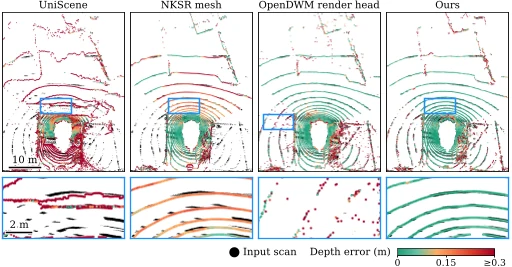 UniScene NKSR mesh OpenDWM render head Ours
10 m
2 m
Input scan Depth error (m)
0 0.15 ≥0.3